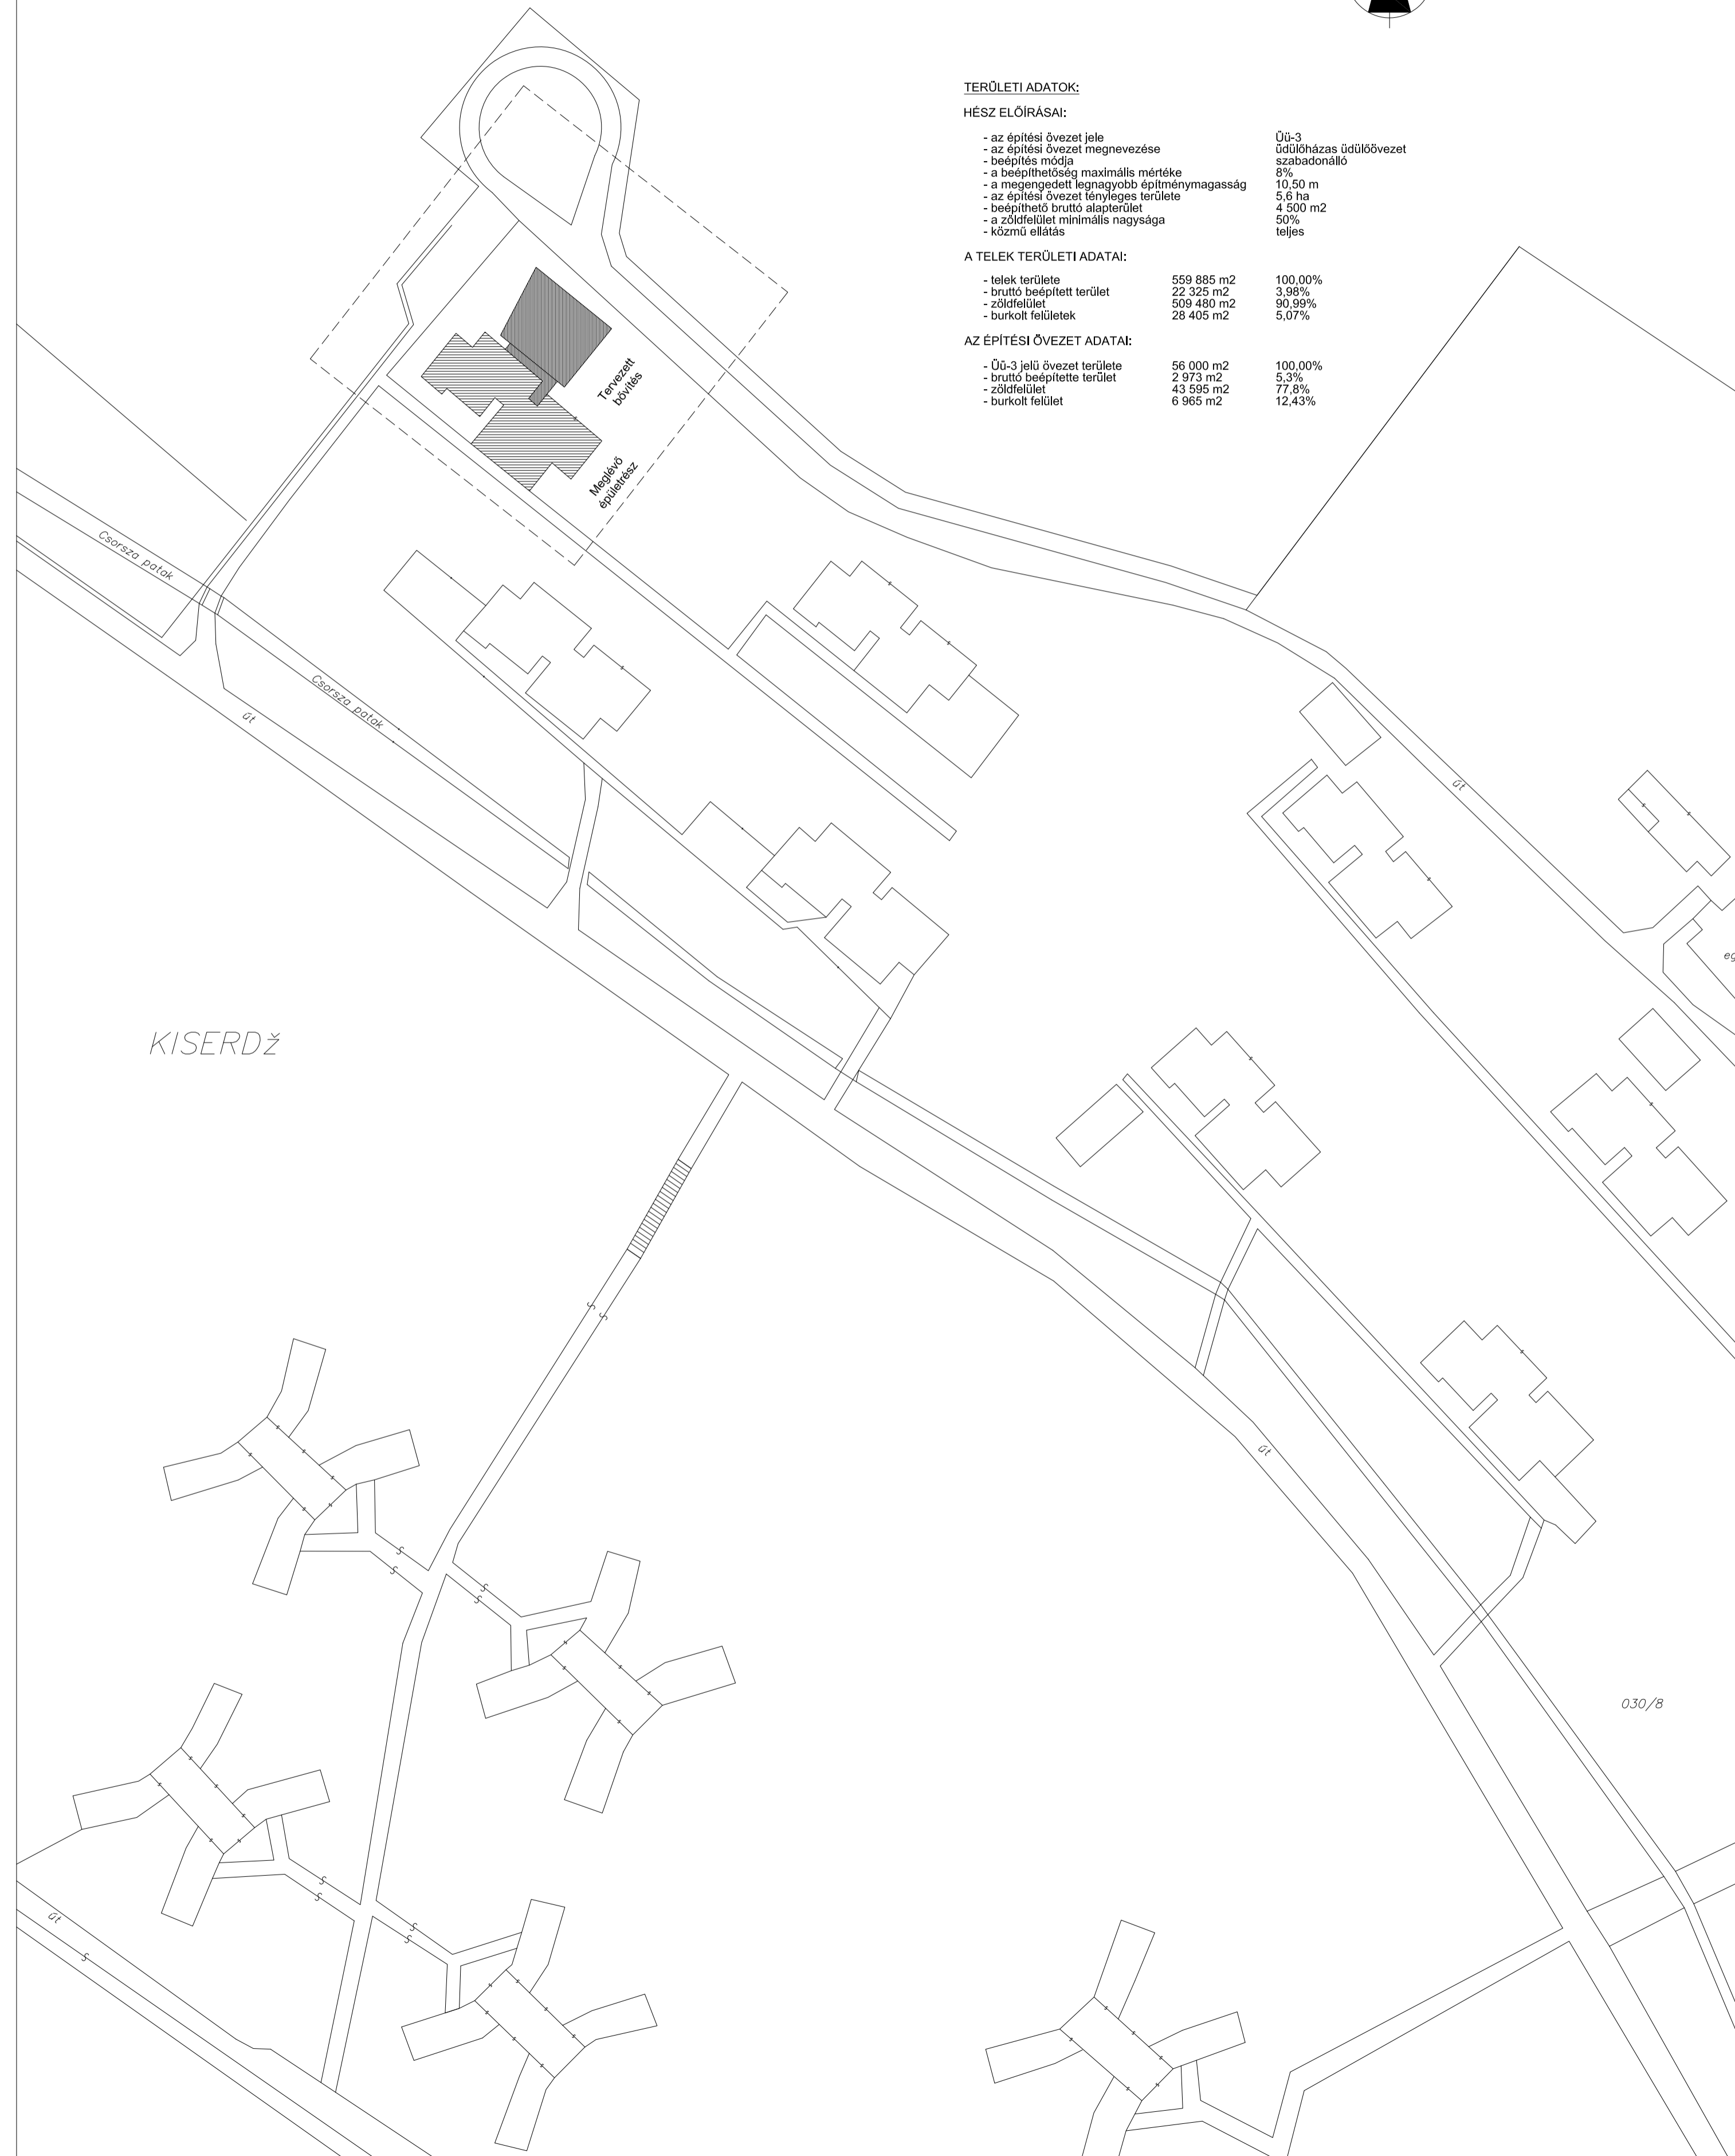 TERÜLETI ADATOK:
HÉSZ ELŐÍRÁSAI:
- az építési övezet jele Üü-3
- az építési övezet megnevezése üdülőházas üdülőövezet
- beépítés módja szabadonálló
- a beépíthetőség maximális mértéke 8%
- a megengedett legnagyobb építménymagasság 10,50 m
- az építési övezet tényleges területe 5,6 ha
- beépíthető bruttó alapterület 4 500 m2
- a zöldfelület minimális nagysága 50%
- közmű ellátás teljes
A TELEK TERÜLETI ADATAI:
- telek területe 559 885 m2 100,00%
- bruttó beépített terület 22 325 m2 3,98%
- zöldfelület 509 480 m2 90,99%
- burkolt felületek 28 405 m2 5,07%
AZ ÉPÍTÉSI ÖVEZET ADATAI:
- Üü-3 jelű övezet területe 56 000 m2 100,00%
- bruttó beépítette terület 2 973 m2 5,3%
- zöldfelület 43 595 m2 77,8%
- burkolt felület 6 965 m2 12,43%
Tervezett
bővítés
Meglévő
épületrész
Csorsza patak
Csorsza patak
út
út
KISERDŽ
út
030/8
út